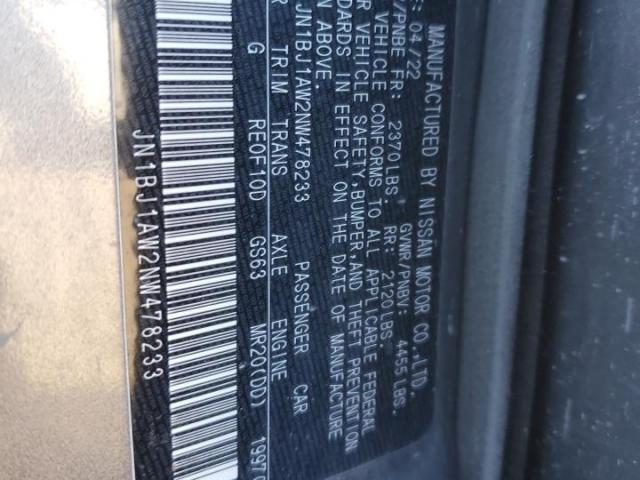 MANUFACTURED BY NISSAN MOTOR CO.,LTD.
: 04/22 GVWR/PNBV: 4455 LBS.
/PNBE FR: 2370 LBS. RR: 2120 LBS.
VEHICLE CONFORMS TO ALL APPLICABLE FEDERAL
R VEHICLE SAFETY,BUMPER,AND THEFT PREVENTION
DARDS IN EFFECT ON THE DATE OF MANUFACTURE
N ABOVE.
JN1BJ1AW2NW478233 PASSENGER CAR
R TRIM TRANS AXLE ENGINE
G RE0F10D GS63 MR20(DD) 1997
JN1BJ1AW2NW478233